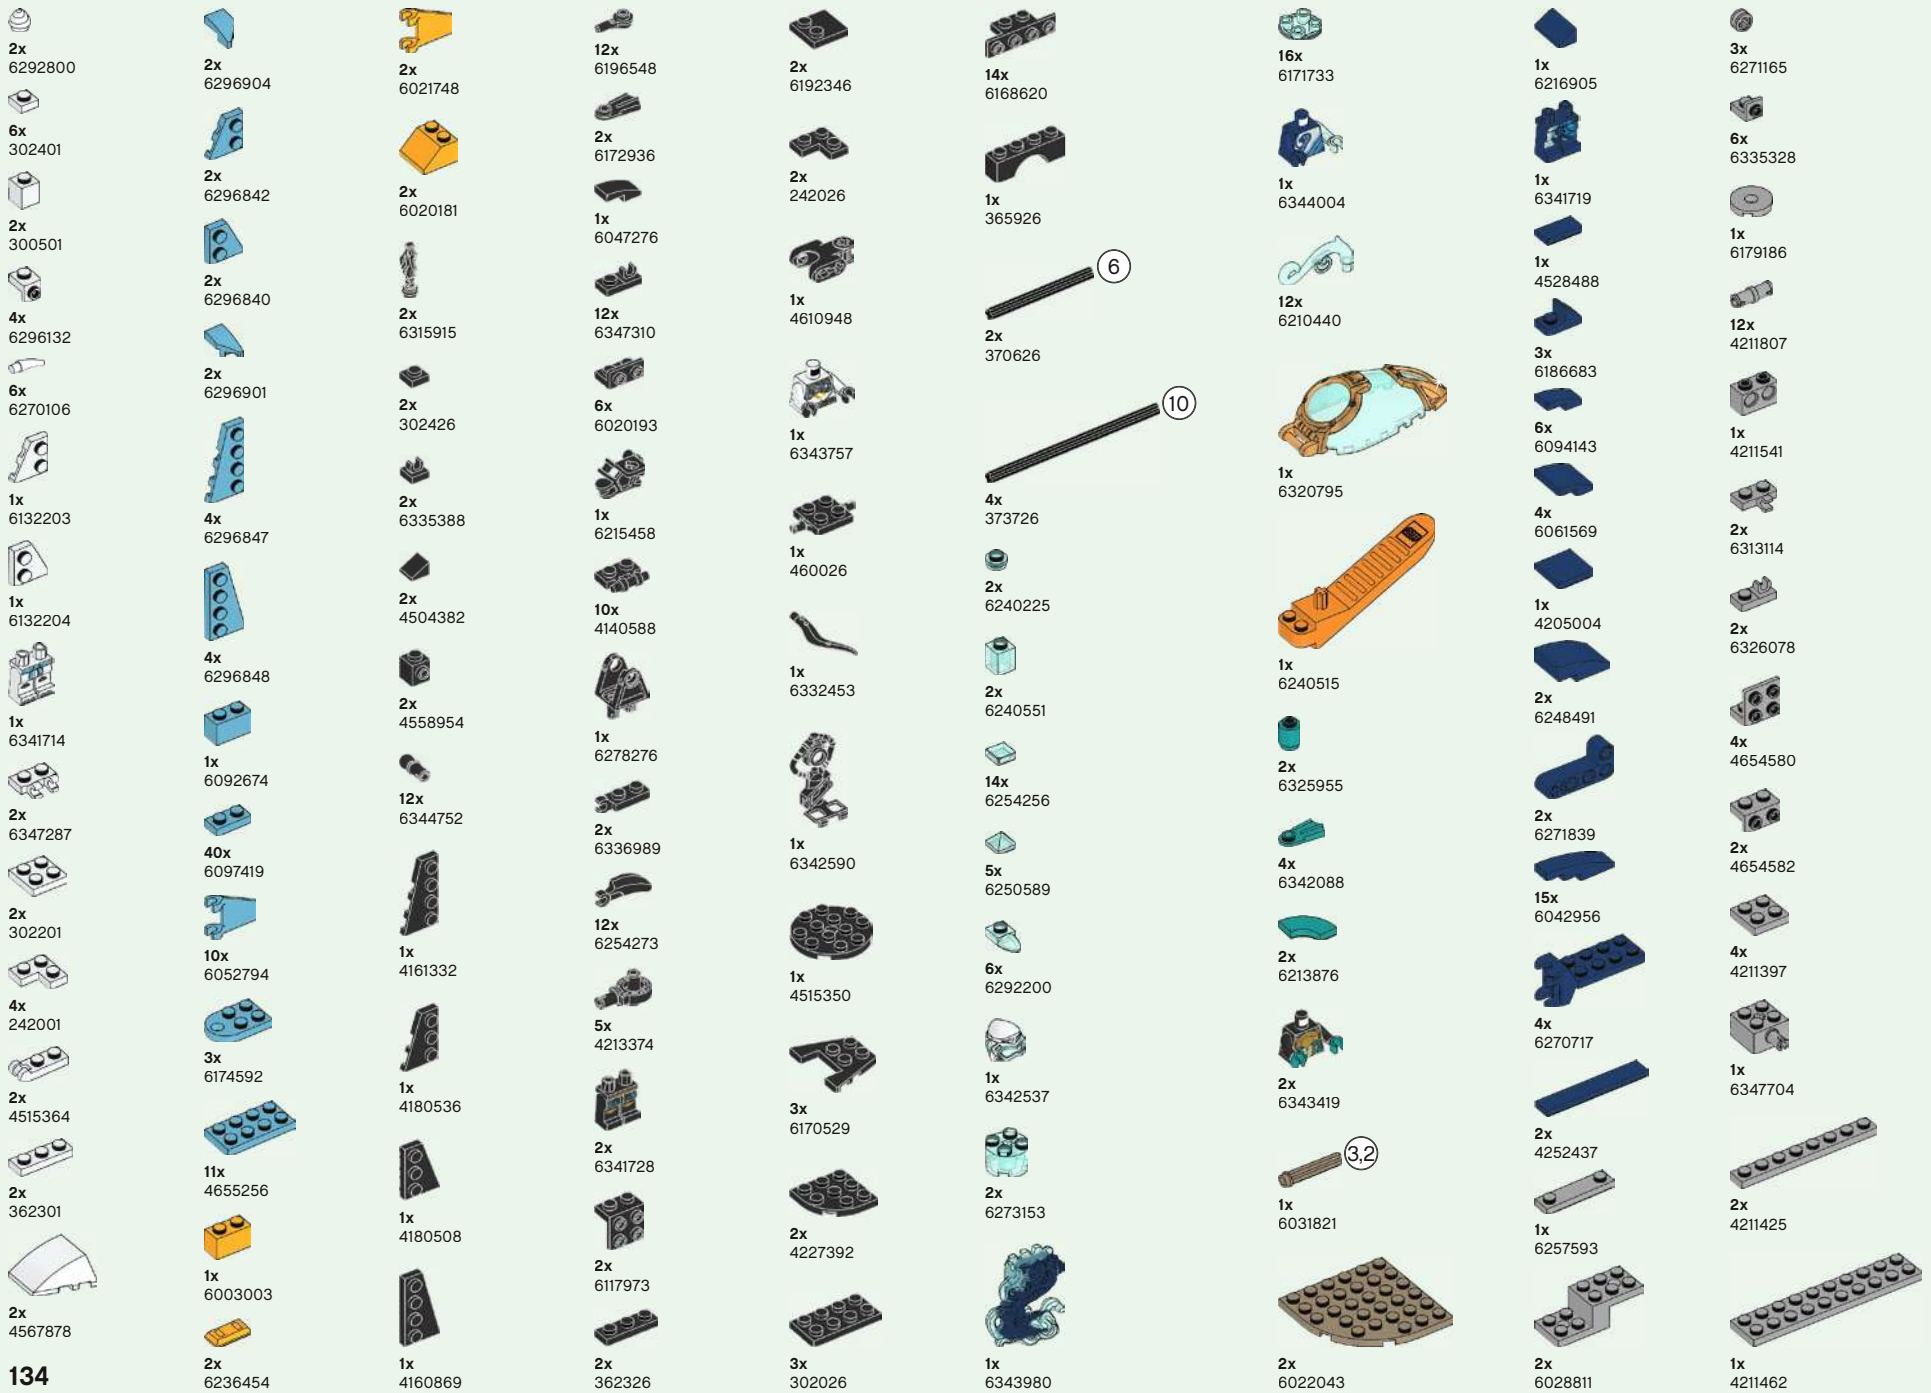 2x
6292800
6x
302401
2x
300501
4x
6296132
6x
6270106
1x
6132203
1x
6132204
1x
6341714
2x
6347287
2x
302201
4x
242001
2x
4515364
2x
362301
2x
4567878
134
2x
6296904
2x
6296842
2x
6296840
2x
6296901
4x
6296847
4x
6296848
1x
6092674
40x
6097419
10x
6052794
3x
6174592
11x
4655256
1x
6003003
2x
6236454
2x
6021748
2x
6020181
2x
6315915
2x
302426
2x
6335388
2x
4504382
2x
4558954
12x
6344752
1x
4161332
1x
4180536
1x
4180508
1x
4160869
12x
6196548
2x
6172936
1x
6047276
12x
6347310
6x
6020193
1x
6215458
10x
4140588
1x
6278276
2x
6336989
12x
6254273
5x
4213374
2x
6341728
2x
6117973
2x
362326
2x
6192346
2x
242026
1x
4610948
1x
6343757
1x
460026
1x
6332453
1x
6342590
1x
4515350
3x
6170529
2x
4227392
3x
302026
14x
6168620
1x
365926
6
2x
370626
10
4x
373726
2x
6240225
2x
6240551
14x
6254256
5x
6250589
6x
6292200
1x
6342537
2x
6273153
1x
6343980
16x
6171733
1x
6344004
12x
6210440
1x
6320795
1x
6240515
2x
6325955
4x
6342088
2x
6213876
2x
6343419
3,2
1x
6031821
2x
6022043
1x
6216905
1x
6341719
1x
4528488
3x
6186683
6x
6094143
4x
6061569
1x
4205004
2x
6248491
2x
6271839
15x
6042956
4x
6270717
2x
4252437
1x
6257593
2x
6028811
3x
6271165
6x
6335328
1x
6179186
12x
4211807
1x
4211541
2x
6313114
2x
6326078
4x
4654580
2x
4654582
4x
4211397
1x
6347704
2x
4211425
1x
4211462